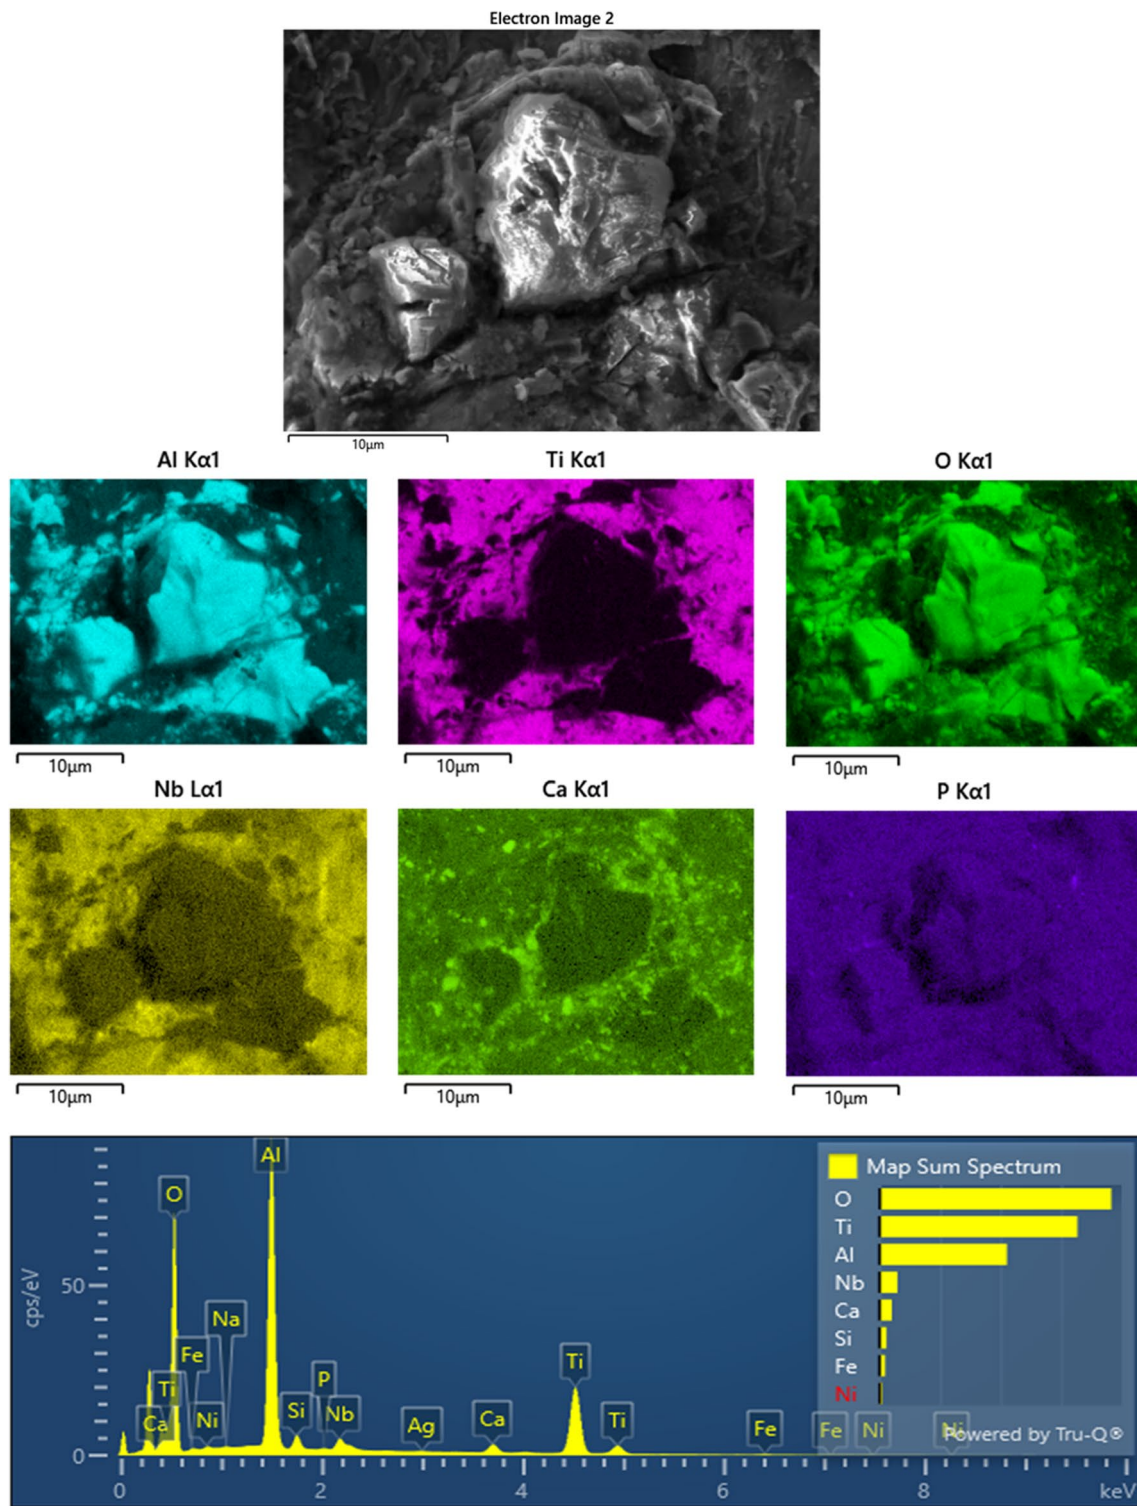 Electron Image 2
10μm
Al Kα1
Ti Kα1
O Kα1
10μm
10μm
10μm
Nb Lα1
Ca Kα1
P Kα1
10μm
10μm
10μm
Map Sum Spectrum
O
Ti
Al
Nb
Ca
Si
Fe
Ni
Powered by Tru-Q®
cps/eV
50
0
Al
O
Na
Fe
Ti
Ca
Ni
Si
P
Nb
Ag
Ca
Ti
Ti
Fe
Fe
Ni
Ni
0
2
4
6
8
keV